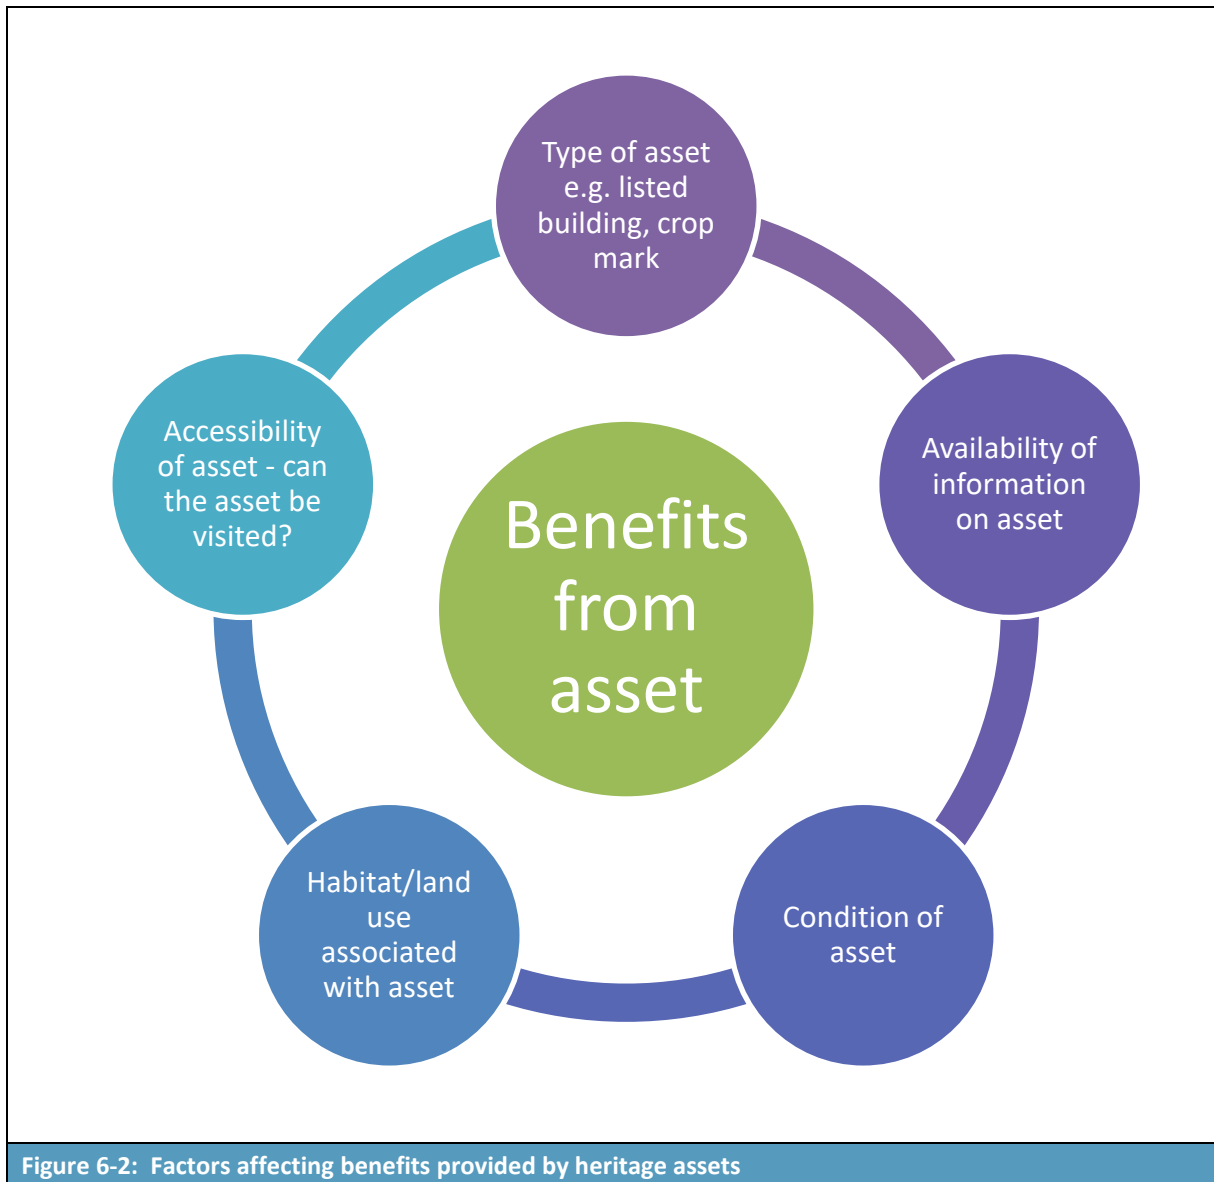 Type of asset
e.g. listed
building, crop
mark
Availability of
information
on asset
Condition of
asset
Habitat/land
use
associated
with asset
Accessibility
of asset - can
the asset be
visited?
Benefits
from
asset
Figure 6-2:  Factors affecting benefits provided by heritage assets